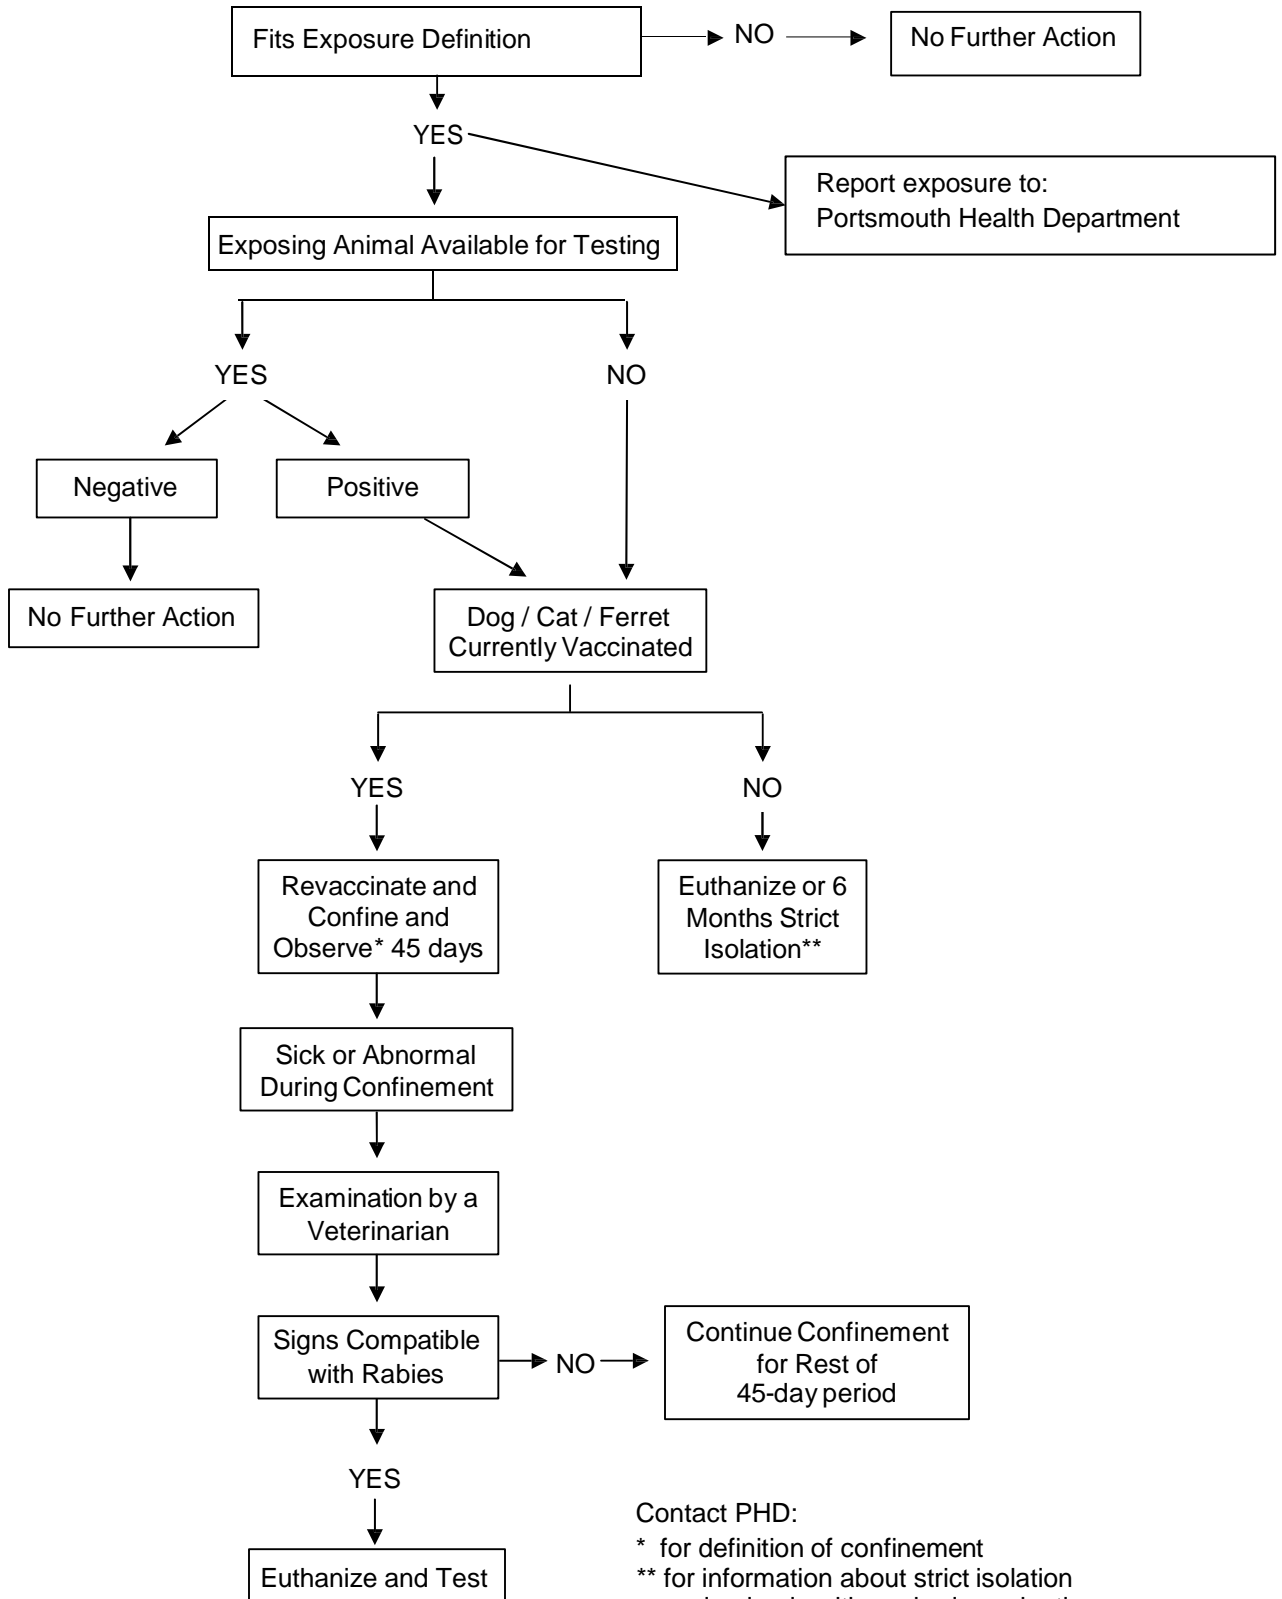 Fits Exposure Definition
NO
No Further Action
YES
Report exposure to:
Portsmouth Health Department
Exposing Animal Available for Testing
YES
NO
Negative
Positive
No Further Action
Dog / Cat / Ferret
Currently Vaccinated
YES
NO
Revaccinate and
Confine and
Observe* 45 days
Euthanize or 6
Months Strict
Isolation**
Sick or Abnormal
During Confinement
Examination by a
Veterinarian
Signs Compatible
with Rabies
NO
Continue Confinement
for Rest of
45-day period
YES
Euthanize and Test
Contact PHD:
* for definition of confinement
** for information about strict isolation